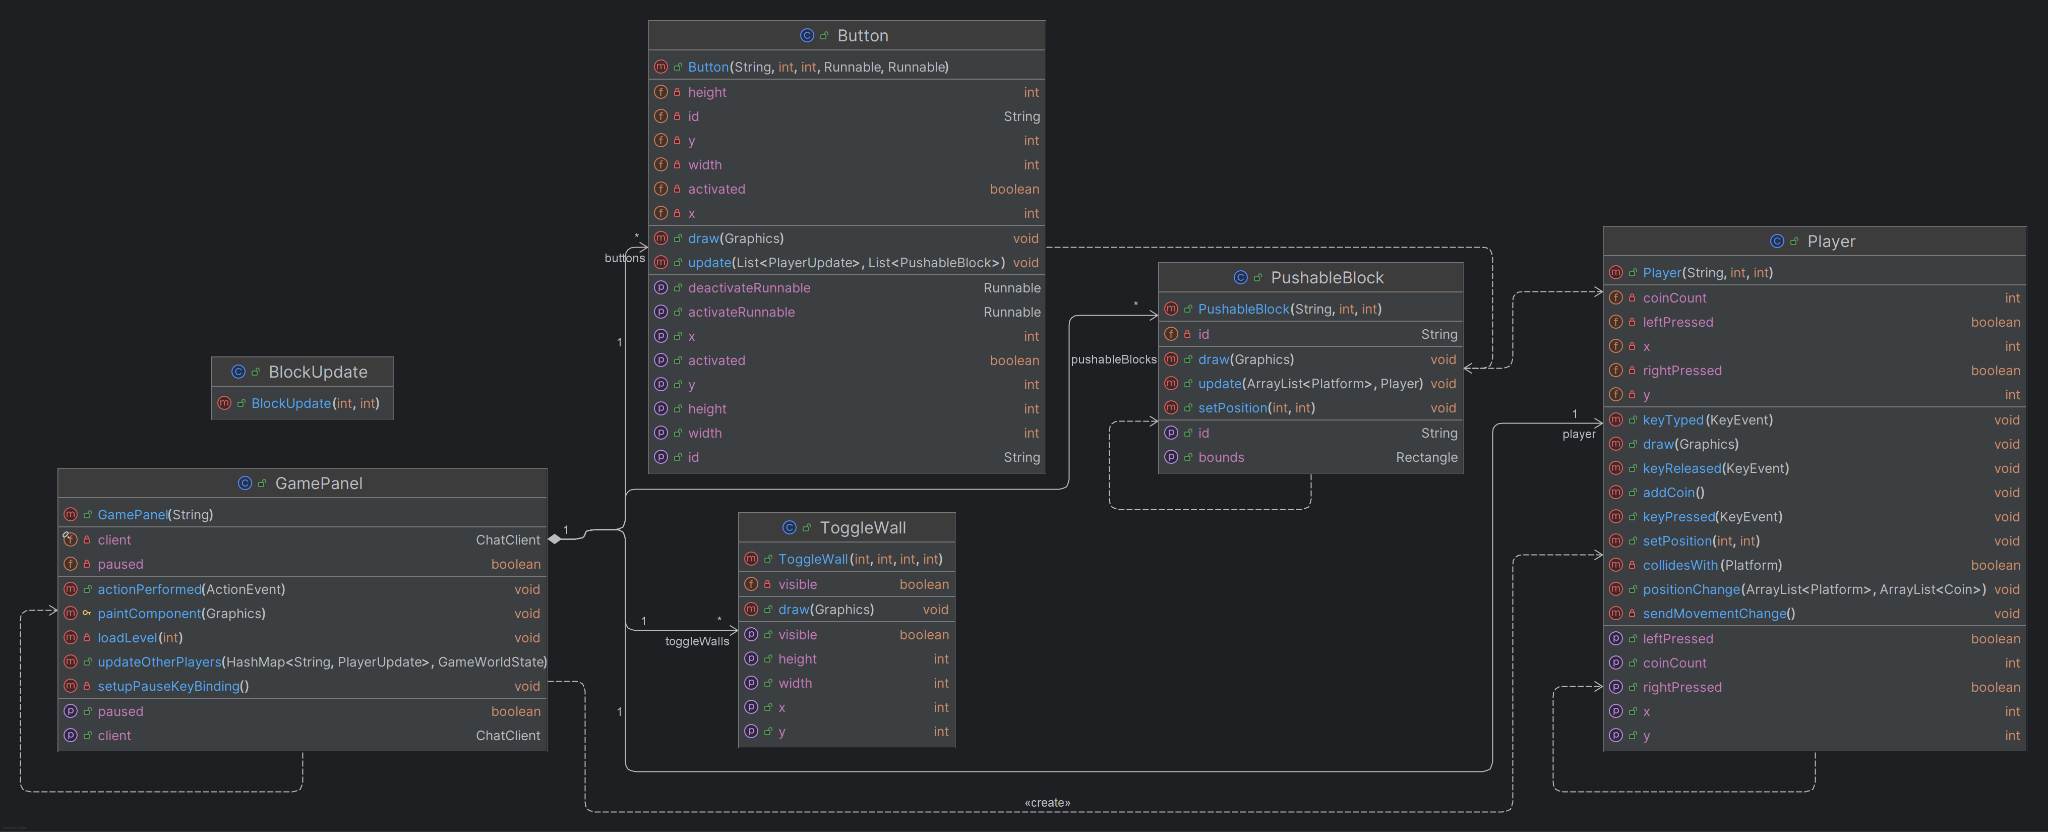 Button
Button(String, int, int, Runnable, Runnable)
height int
id String
y int
width int
activated boolean
x int
draw(Graphics) void
update(List<PlayerUpdate>, List<PushableBlock>) void
deactivateRunnable Runnable
activateRunnable Runnable
x int
activated boolean
y int
height int
width int
id String
*
buttons
1
PushableBlock
PushableBlock(String, int, int)
id String
draw(Graphics) void
update(ArrayList<Platform>, Player) void
setPosition(int, int) void
id String
bounds Rectangle
*
pushableBlocks
Player
Player(String, int, int)
coinCount int
leftPressed boolean
x int
rightPressed boolean
y int
keyTyped(KeyEvent) void
draw(Graphics) void
keyReleased(KeyEvent) void
addCoin() void
keyPressed(KeyEvent) void
setPosition(int, int) void
collidesWith(Platform) boolean
positionChange(ArrayList<Platform>, ArrayList<Coin>) void
sendMovementChange() void
leftPressed boolean
coinCount int
rightPressed boolean
x int
y int
1
player
BlockUpdate
BlockUpdate(int, int)
GamePanel
GamePanel(String)
client ChatClient
paused boolean
actionPerformed(ActionEvent) void
paintComponent(Graphics) void
loadLevel(int) void
updateOtherPlayers(HashMap<String, PlayerUpdate>, GameWorldState)
setupPauseKeyBinding() void
paused boolean
client ChatClient
1
ToggleWall
ToggleWall(int, int, int, int)
visible boolean
draw(Graphics) void
visible boolean
height int
width int
x int
y int
1 *
toggleWalls
1
«create»